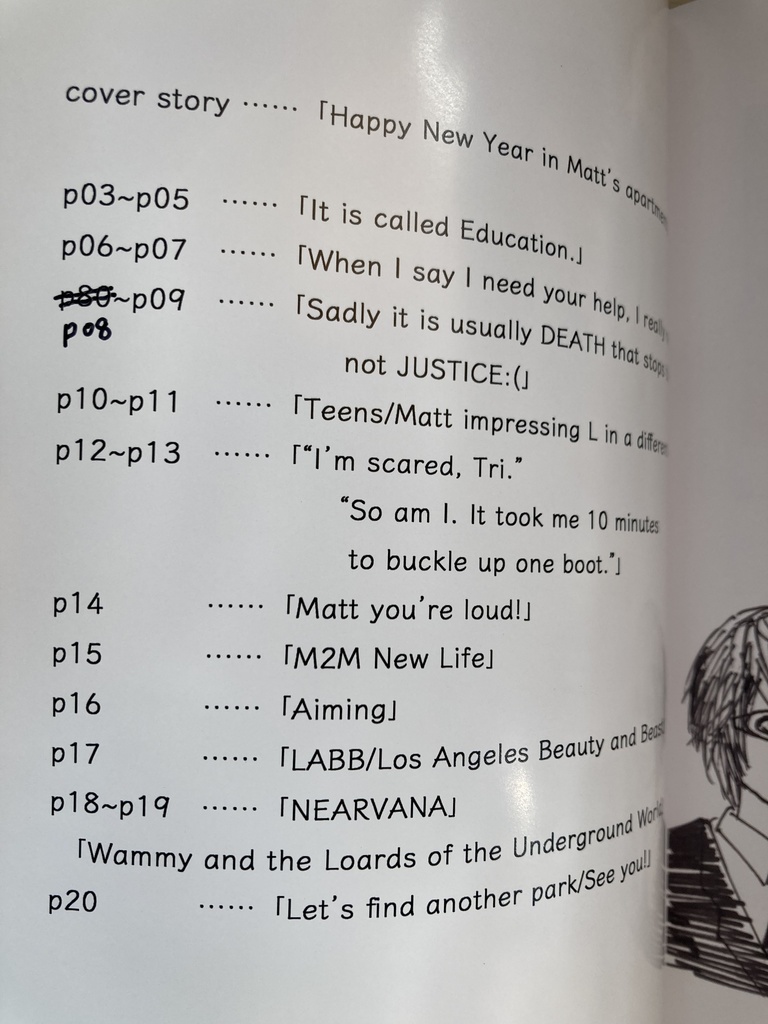 cover story …… 「Happy New Year in Matt's
p03~p05 …… 「It is called Education.」
p06~p07 …… 「When I say I need your help, I really
p80~p09 …… 「Sadly it is usually DEATH that stops
p08
not JUSTICE:(」
p10~p11 …… 「Teens/Matt impressing L in a
p12~p13 …… 「“I'm scared, Tri.”
“So am I. It took me 10 minutes
to buckle up one boot.”」
p14 …… 「Matt you're loud!」
p15 …… 「M2M New Life」
p16 …… 「Aiming」
p17 …… 「LABB/Los Angeles Beauty and
p18~p19 …… 「NEARVANA」
「Wammy and the Loards of the Underground World
p20 …… 「Let's find another park/See you!」